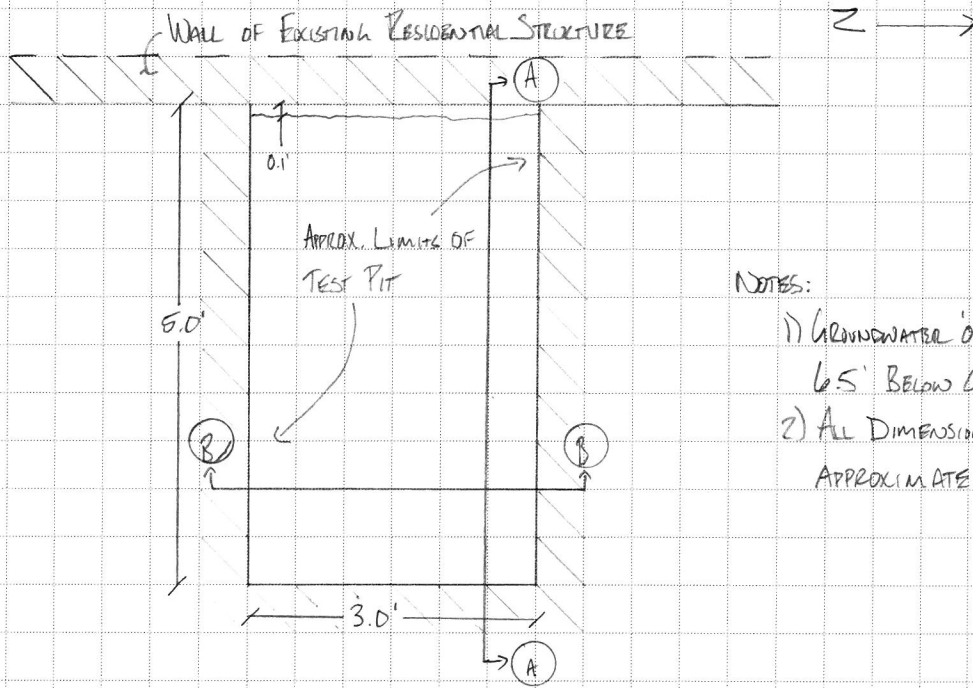 WALL OF EXISTING RESIDENTIAL STRUCTURE
N
A
0.1'
APPROX. LIMITS OF
TEST PIT
5.0'
NOTES:
1) GROUNDWATER
6.5' BELOW
2) ALL DIMENSION
APPROXIMATE
B
B
3.0'
A